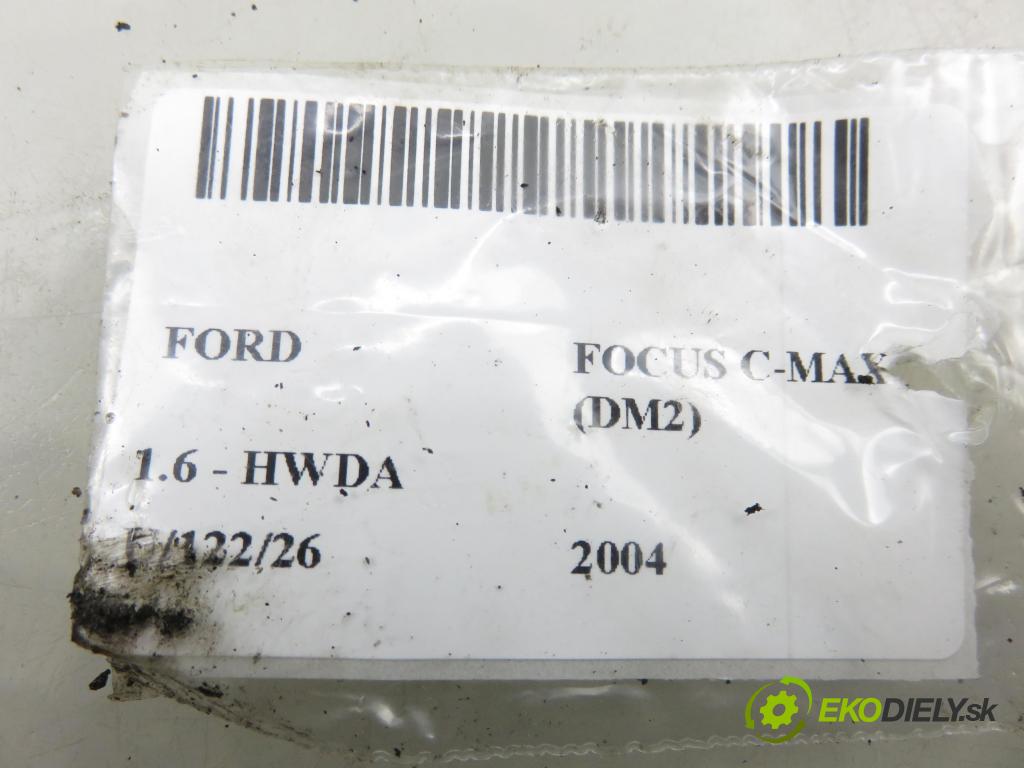 FORD
FOCUS C-MAX
(DM2)
1.6 - HWDA
/122/26
2004
EKODIELY.sk